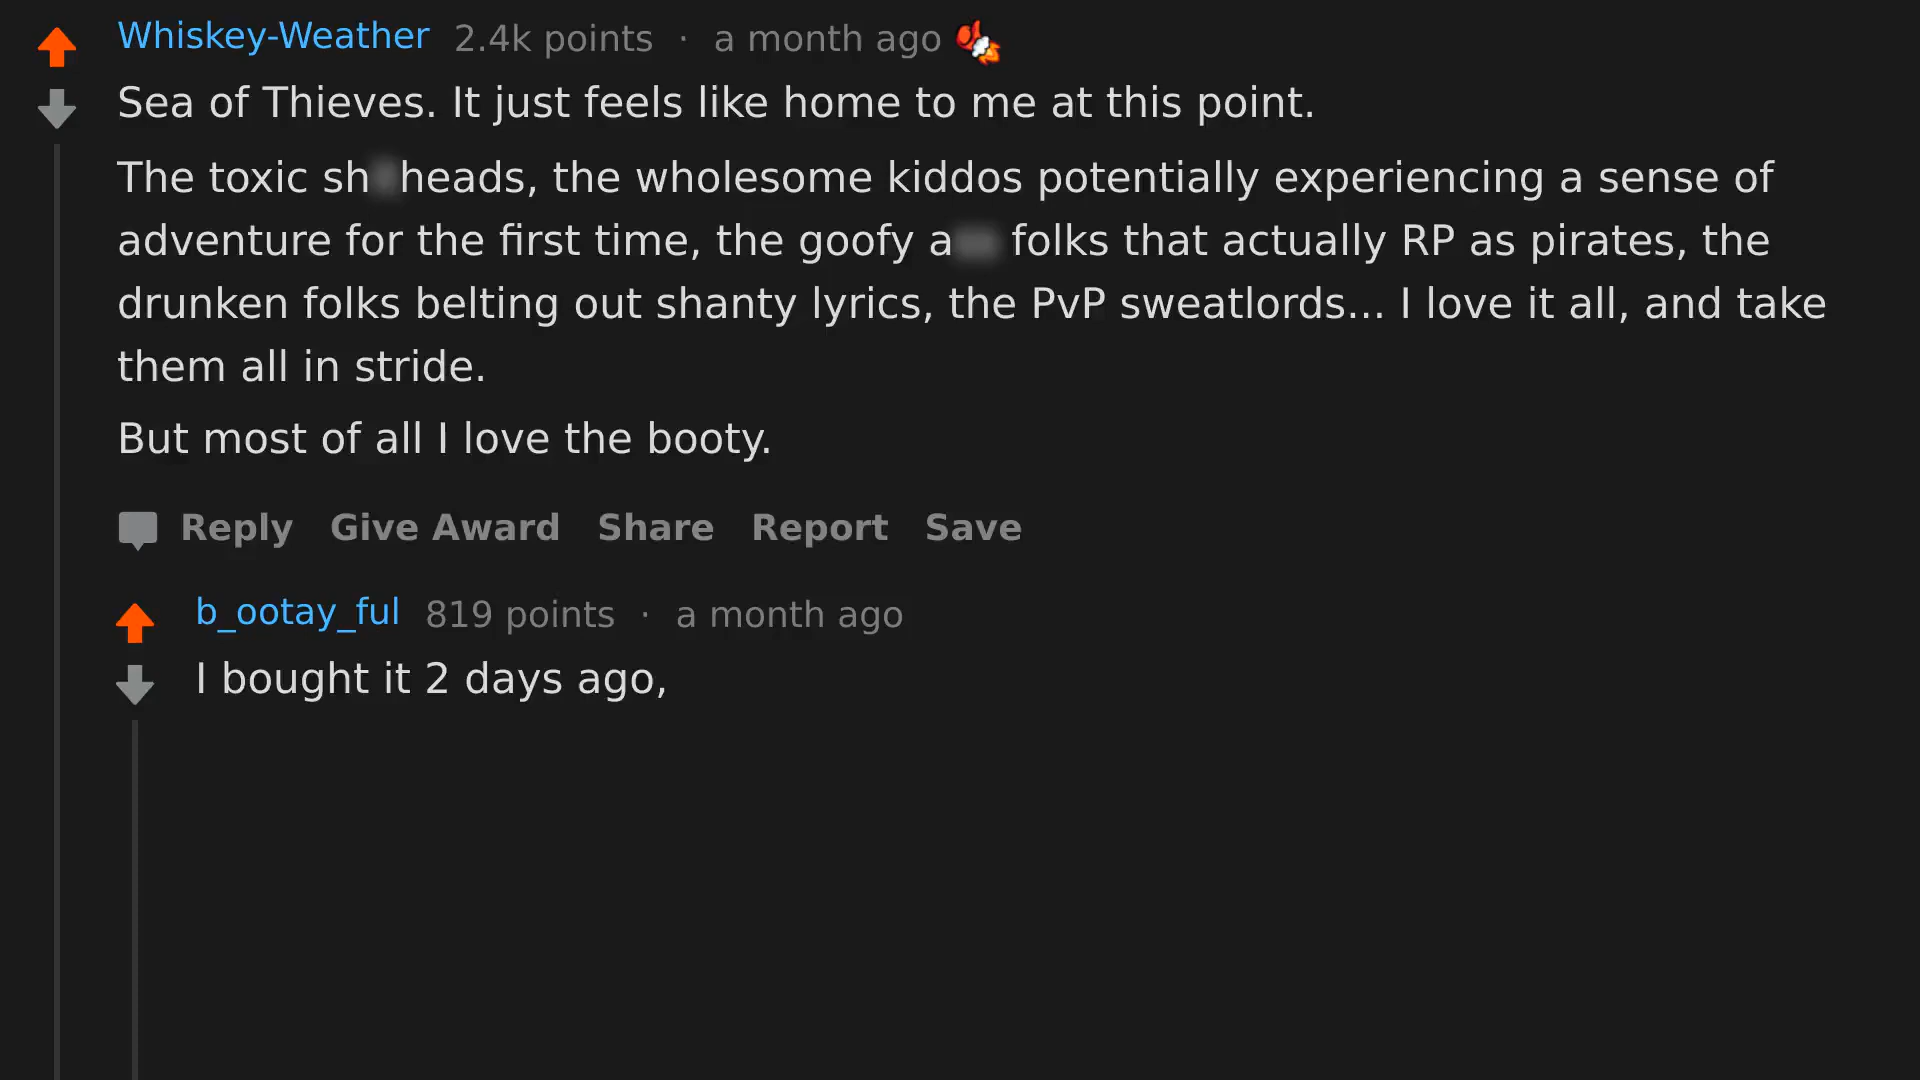 Whiskey-Weather 2.4k points · a month ago
Sea of Thieves. It just feels like home to me at this point.
The toxic sh heads, the wholesome kiddos potentially experiencing a sense of
adventure for the first time, the goofy a folks that actually RP as pirates, the
drunken folks belting out shanty lyrics, the PvP sweatlords... I love it all, and take
them all in stride.
But most of all I love the booty.
Reply Give Award Share Report Save
b_ootay_ful 819 points · a month ago
I bought it 2 days ago,